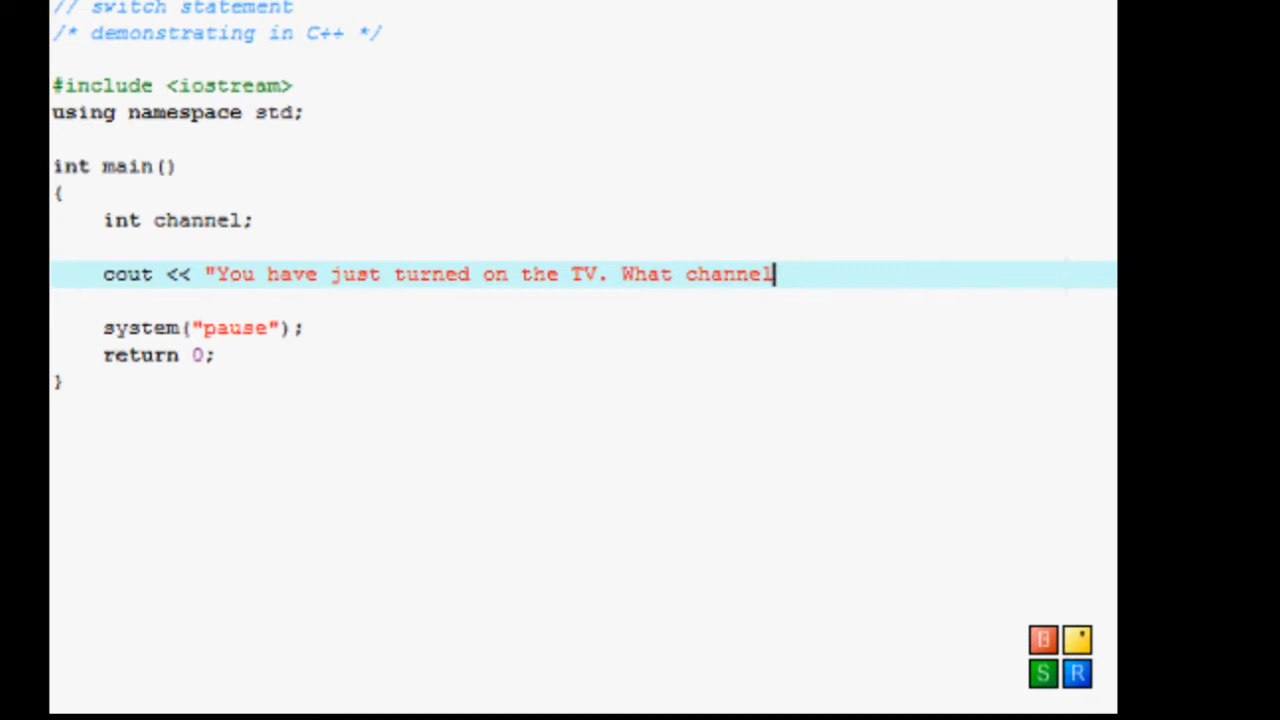 // switch statement
/* demonstrating in C++ */
#include <iostream>
using namespace std;
int main()
{
int channel;
cout << "You have just turned on the TV. What channel
system("pause");
return 0;
}
B
S R